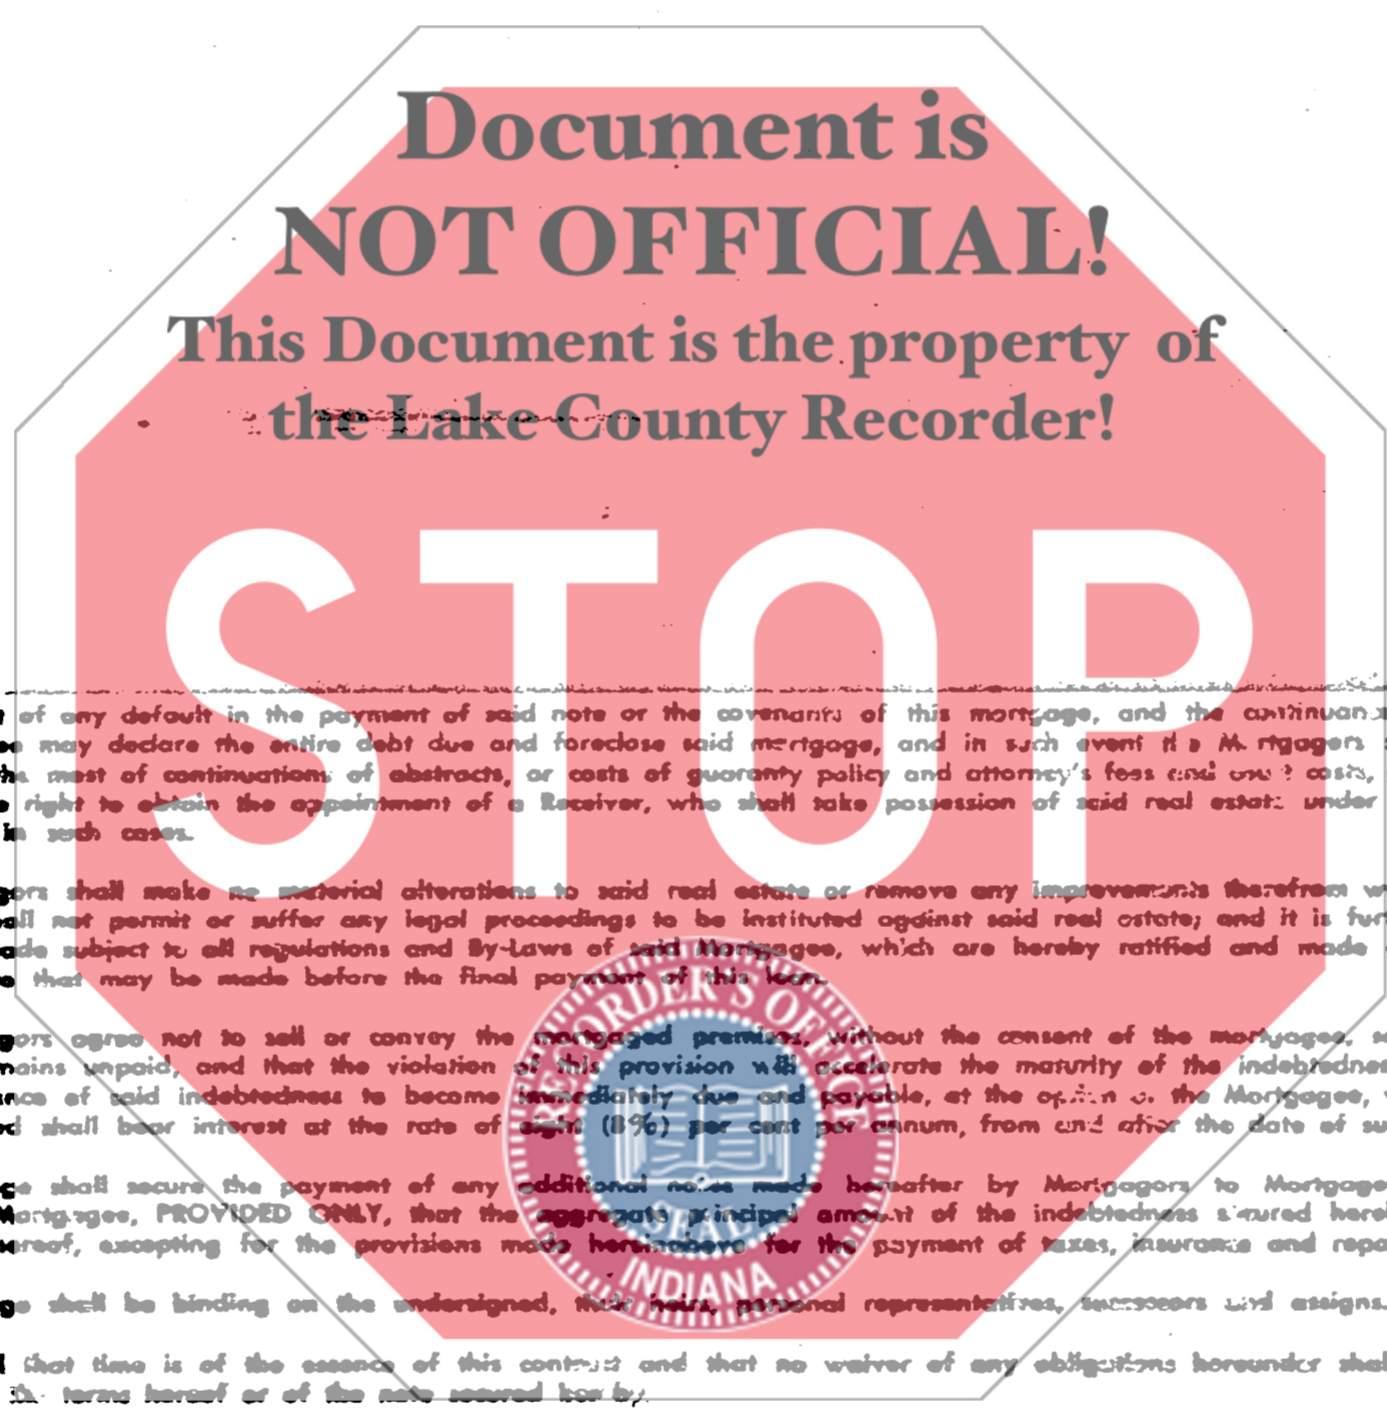 Document is
NOT OFFICIAL!
This Document is the property of
the Lake County Recorder!
STOP
of any default in the payment of said note or the covenants of this mortgage, and the
may declare the entire debt due and foreclose said mortgage, and in such event
most of continuations of abstracts, or costs of guaranty policy and attorney's fees and costs,
right to obtain the appointment of a Receiver, who shall take possession of said real estate under
in such cases.
shall make no material alterations to said real estate or remove any improvements therefrom
not permit or suffer any legal proceedings to be instituted against said real estate; and it is
subject to all regulations and By-Laws of said Mortgagee, which are hereby ratified and made
that may be made before the final payment of this loan.
agree not to sell or convey the mortgaged premises, without the consent of the mortgagee,
unpaid, and that the violation of this provision will accelerate the maturity of the
of said indebtedness to become immediately due and payable, at the option of the Mortgagee,
shall bear interest at the rate of eight (8%) per cent per annum, from and after the date of
shall secure the payment of any additional notes made hereafter by Mortgagors to
Mortgagee, PROVIDED ONLY, that the aggregate principal amount of the indebtedness secured
excepting for the provisions made hereinabove for the payment of taxes, insurance and
shall be binding on the undersigned, their heirs, personal representatives, successors and assigns.
that time is of the essence of this contract and that no waiver of any obligations hereunder
the terms hereof or of the note secured
RECORDER'S OFFICE
SEAL
INDIANA